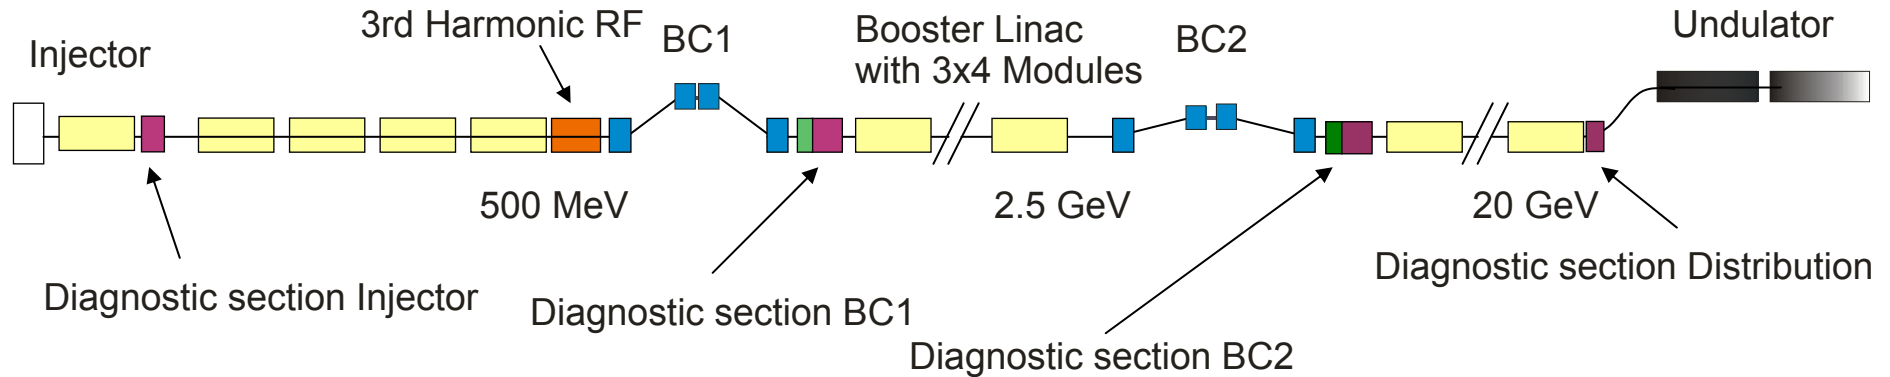 Injector
3rd Harmonic RF
BC1
Booster Linac
with 3x4 Modules
BC2
Undulator
500 MeV
2.5 GeV
20 GeV
Diagnostic section Injector
Diagnostic section BC1
Diagnostic section BC2
Diagnostic section Distribution